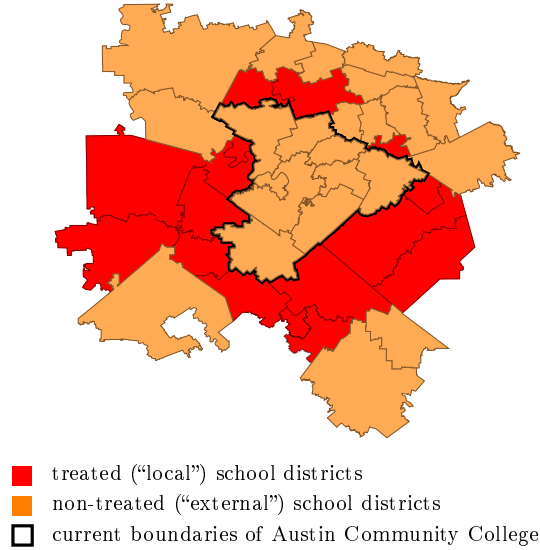 treated (“local”) school districts
non-treated (“external”) school districts
current boundaries of Austin Community College